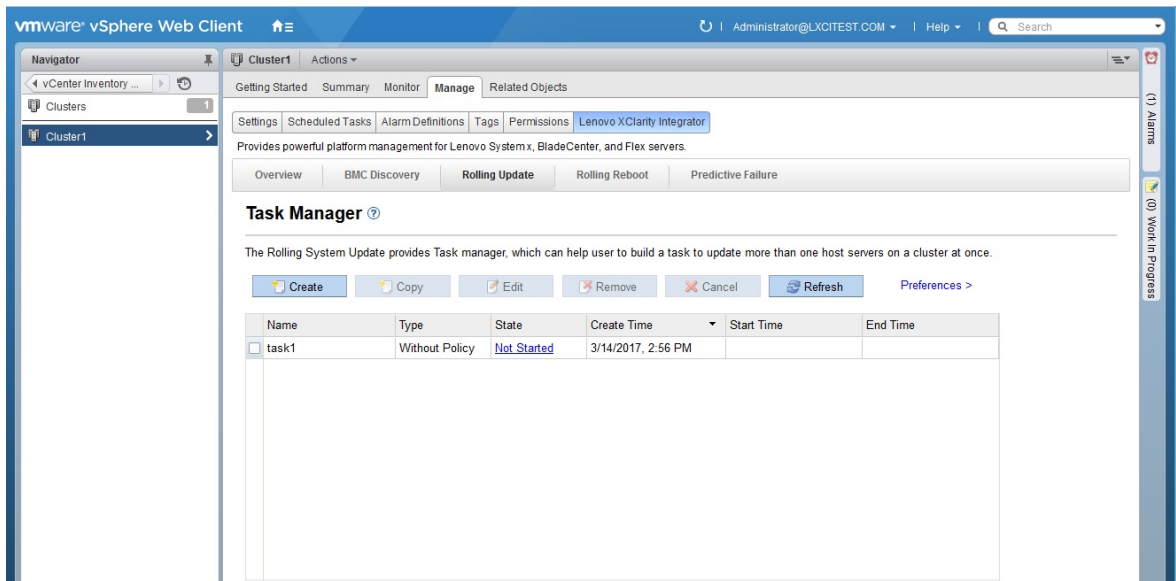 vmware® vSphere Web Client
Administrator@LXCITEST.COM
Help
Search
Navigator
vCenter Inventory ...
Clusters 1
Cluster1
Cluster1 Actions
Getting Started Summary Monitor Manage Related Objects
Settings Scheduled Tasks Alarm Definitions Tags Permissions Lenovo XClarity Integrator
Provides powerful platform management for Lenovo System x, BladeCenter, and Flex servers.
Overview BMC Discovery Rolling Update Rolling Reboot Predictive Failure
Task Manager ?
The Rolling System Update provides Task manager, which can help user to build a task to update more than one host servers on a cluster at once.
Create Copy Edit Remove Cancel Refresh Preferences >
Name Type State Create Time Start Time End Time
task1 Without Policy Not Started 3/14/2017, 2:56 PM
(1) Alarms
(0) Work In Progress